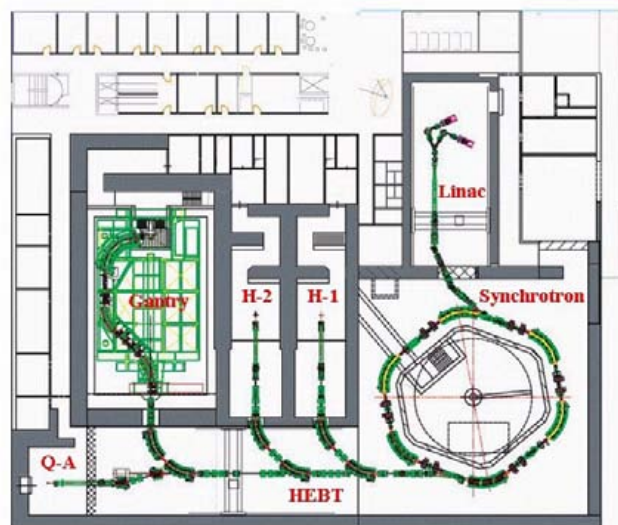 Linac
Gantry
H-2
H-1
Synchrotron
Q-A
HEBT